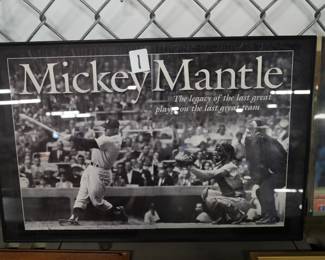 Mickey Mantle
1
The legacy of the last great
player on the last great team